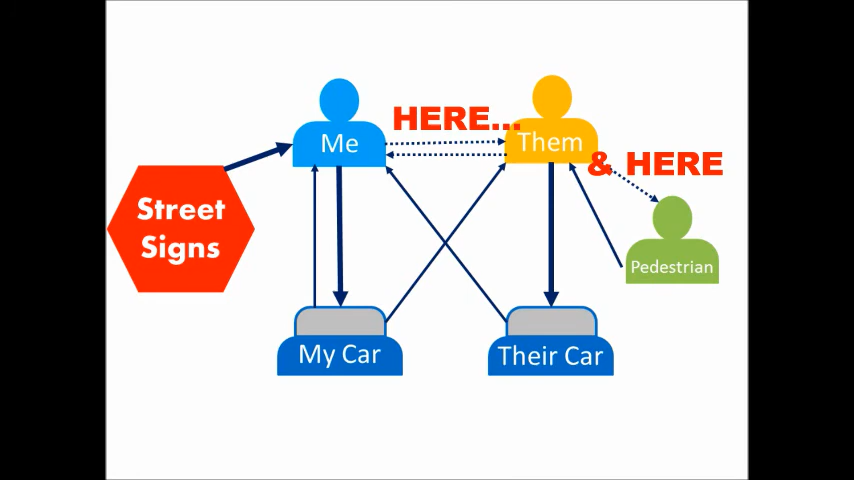 HERE...
Me
Them
& HERE
Street
Signs
Pedestrian
My Car
Their Car